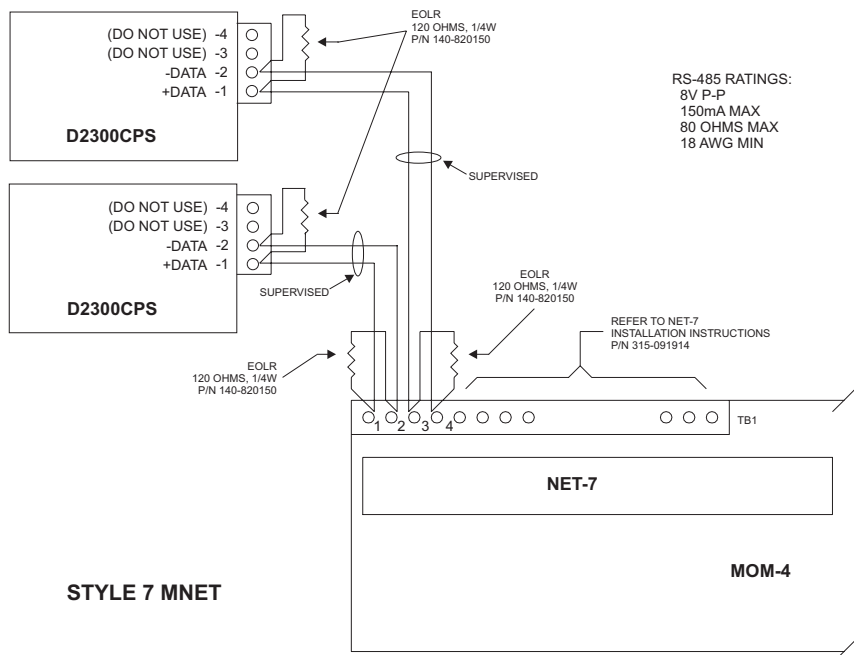 EOLR
120 OHMS, 1/4W
P/N 140-820150
(DO NOT USE) -4
(DO NOT USE) -3
-DATA -2
+DATA -1
D2300CPS
RS-485 RATINGS:
8V P-P
150mA MAX
80 OHMS MAX
18 AWG MIN
SUPERVISED
(DO NOT USE) -4
(DO NOT USE) -3
-DATA -2
+DATA -1
D2300CPS
SUPERVISED
EOLR
120 OHMS, 1/4W
P/N 140-820150
REFER TO NET-7
INSTALLATION INSTRUCTIONS
P/N 315-091914
EOLR
120 OHMS, 1/4W
P/N 140-820150
1 2 3 4
TB1
NET-7
MOM-4
STYLE 7 MNET